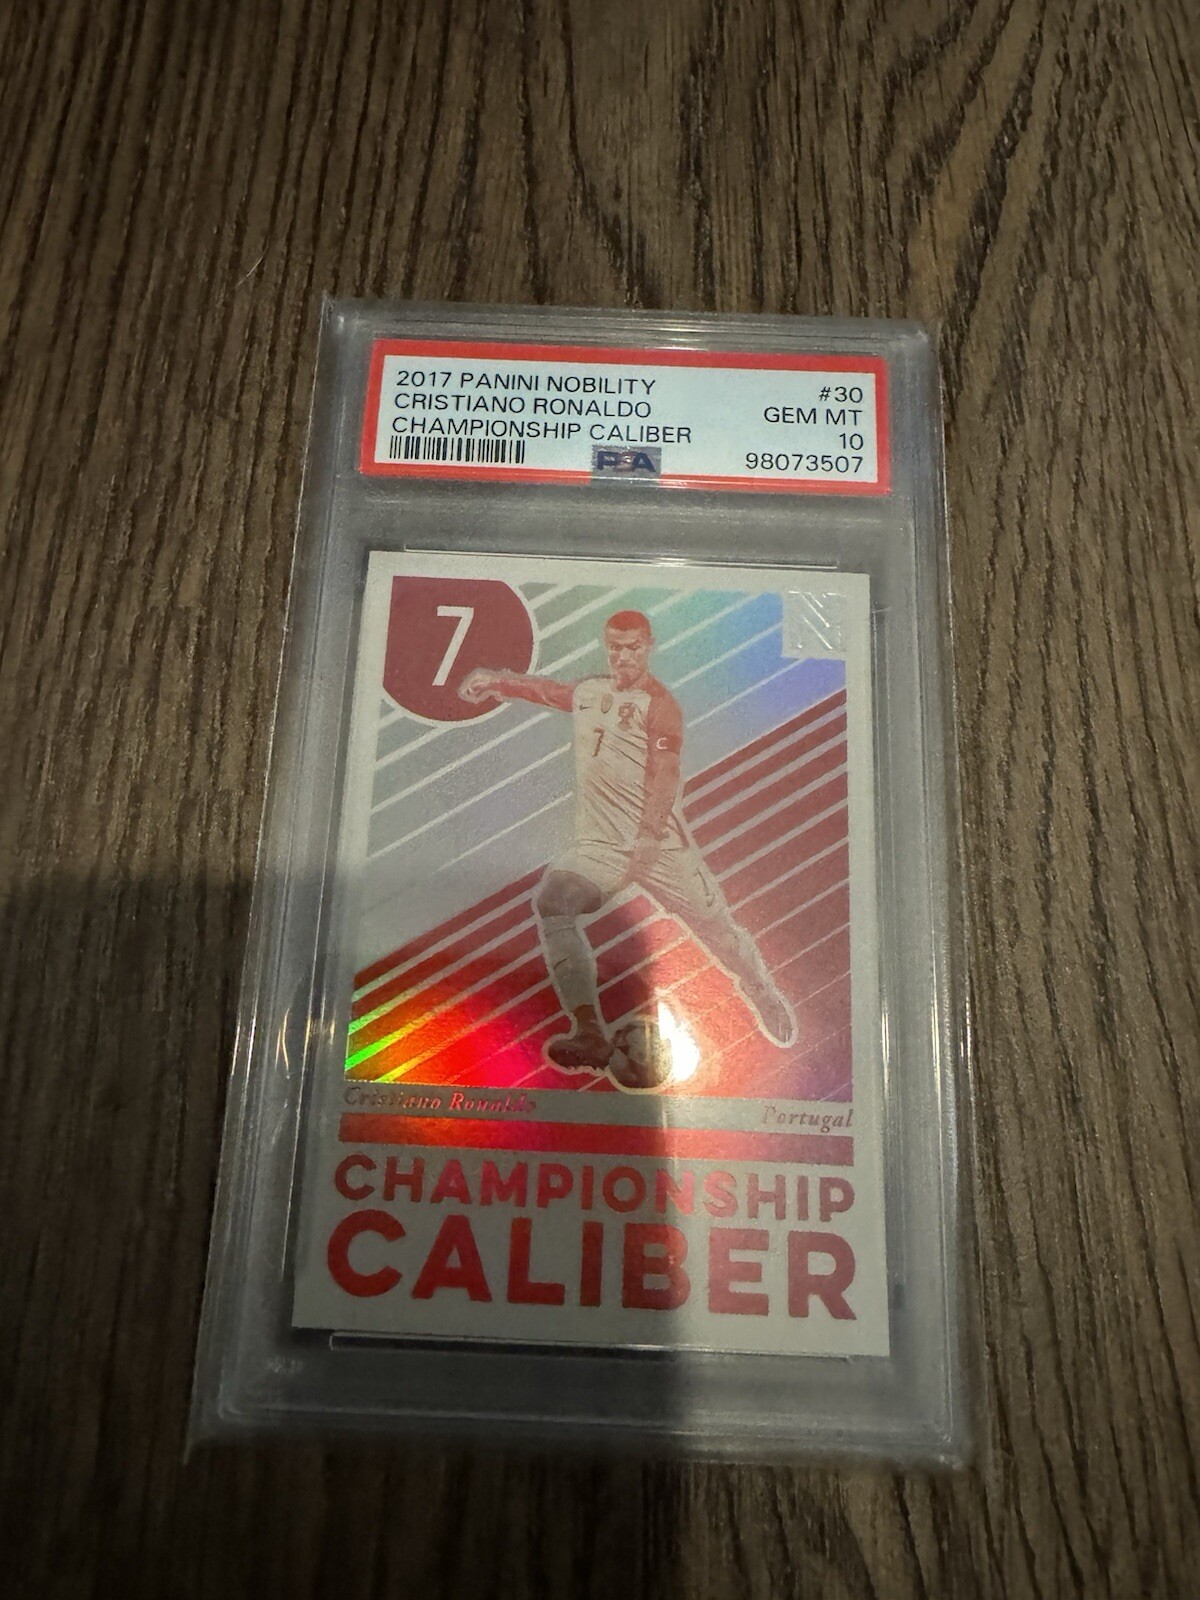 2017 PANINI NOBILITY #30
CRISTIANO RONALDO GEM MT
CHAMPIONSHIP CALIBER 10
PSA 98073507
7
N
7
C
Cristiano Ronaldo Portugal
CHAMPIONSHIP
CALIBER